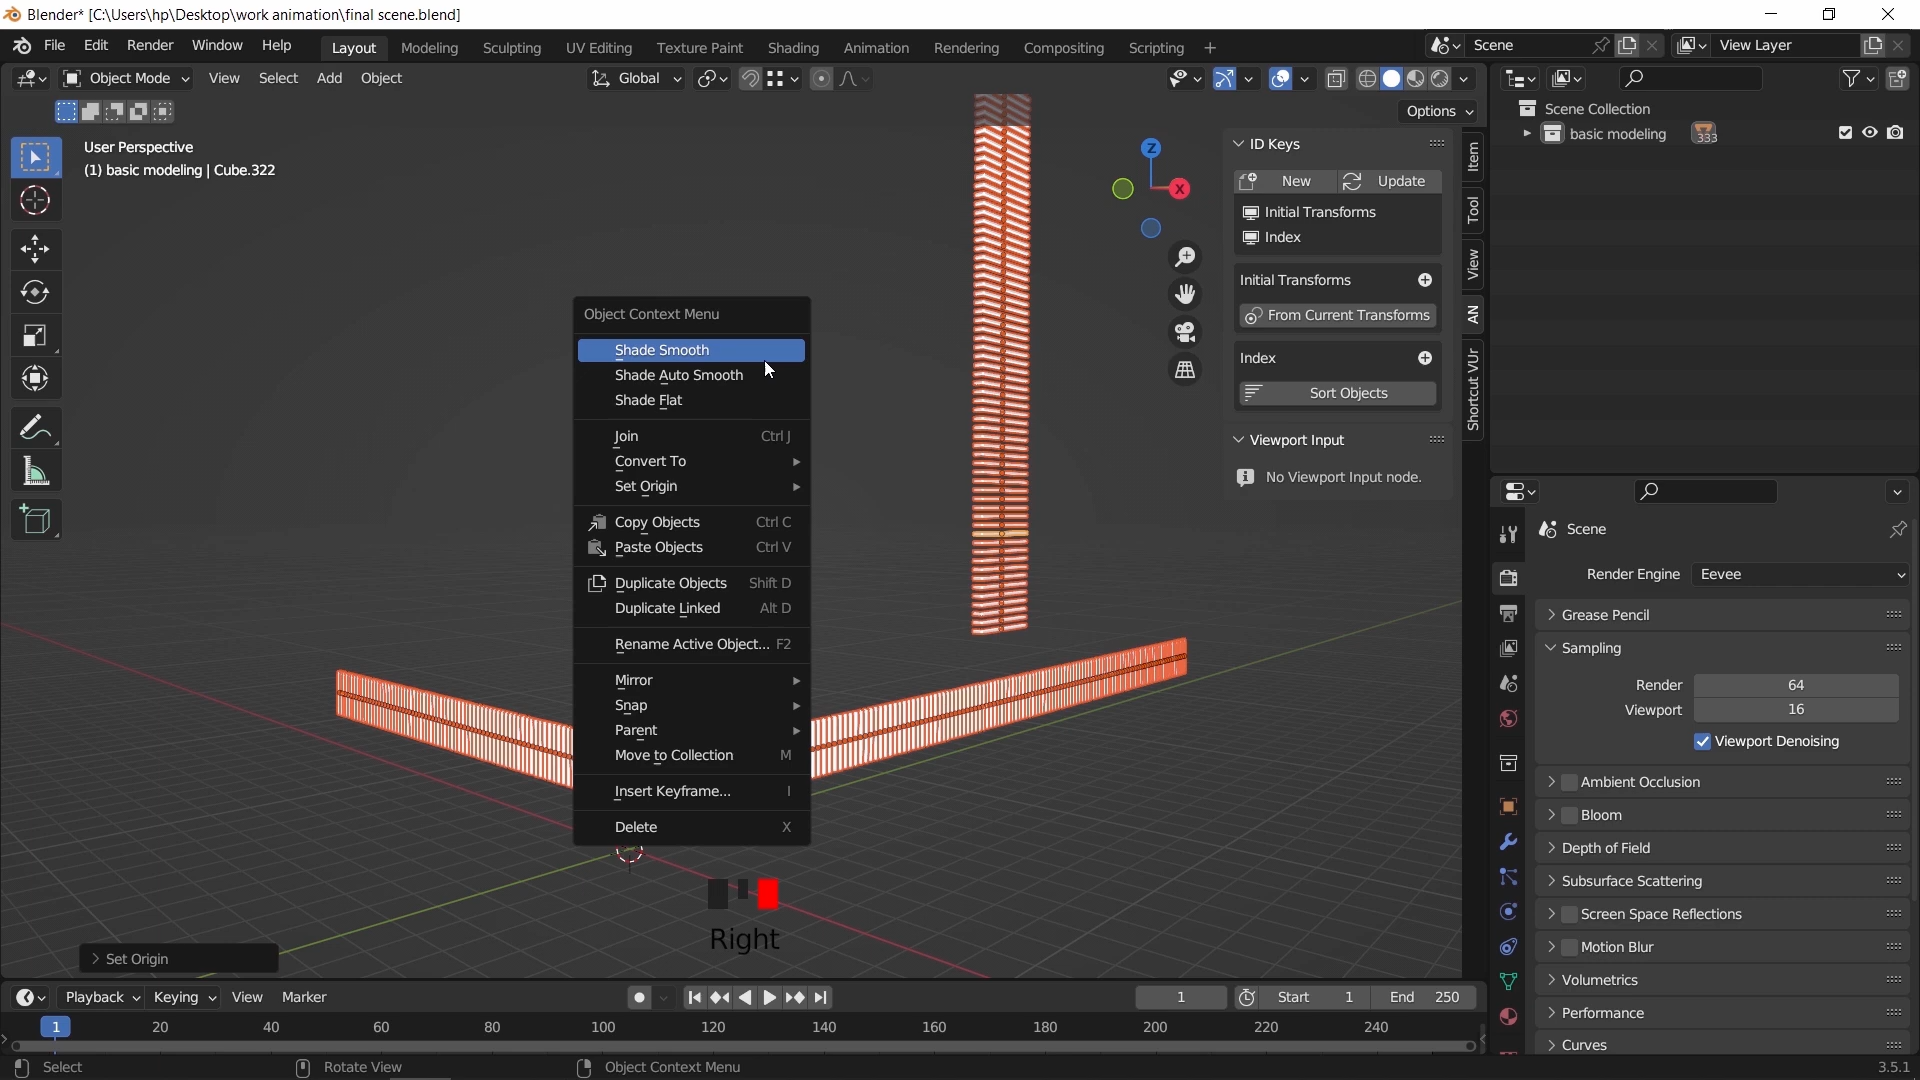 Blender* [C:\Users\hp\Desktop\work animation\final scene.blend]
File Edit Render Window Help Layout Modeling Sculpting UV Editing Texture Paint Shading Animation Rendering Compositing Scripting + Scene View Layer
Object Mode View Select Add Object Global
Options
User Perspective
(1) basic modeling | Cube.322
Z
X
ID Keys
New Update
Initial Transforms
Index
Initial Transforms
From Current Transforms
Index
Sort Objects
Viewport Input
No Viewport Input node.
Item
Tool
View
AN
Shortcut VUr
Object Context Menu
Shade Smooth
Shade Auto Smooth
Shade Flat
Join Ctrl J
Convert To
Set Origin
Copy Objects Ctrl C
Paste Objects Ctrl V
Duplicate Objects Shift D
Duplicate Linked Alt D
Rename Active Object... F2
Mirror
Snap
Parent
Move to Collection M
Insert Keyframe... I
Delete X
Right
Set Origin
Scene Collection
basic modeling 333
Scene
Render Engine Eevee
Grease Pencil
Sampling
Render 64
Viewport 16
Viewport Denoising
Ambient Occlusion
Bloom
Depth of Field
Subsurface Scattering
Screen Space Reflections
Motion Blur
Volumetrics
Performance
Curves
Playback Keying View Marker 1 Start 1 End 250
1 20 40 60 80 100 120 140 160 180 200 220 240
Select Rotate View Object Context Menu 3.5.1